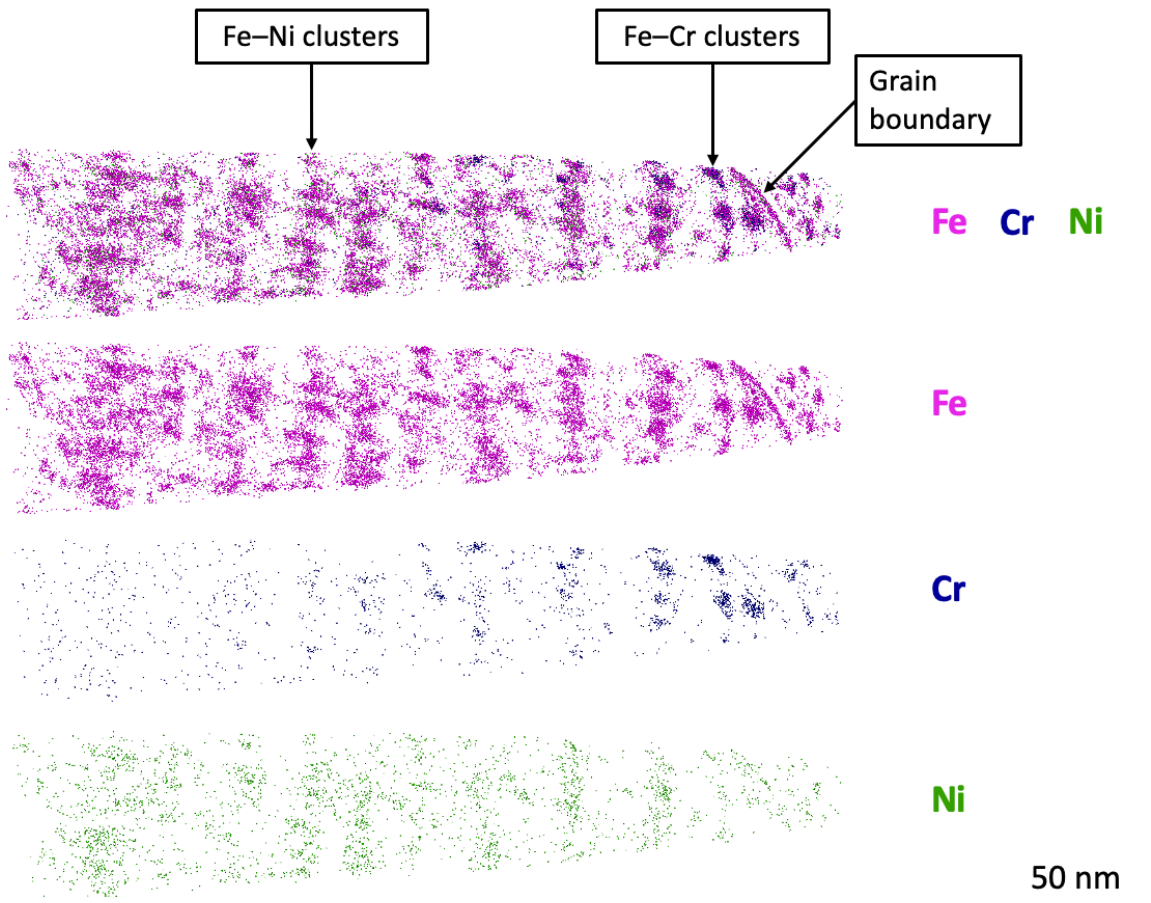 Fe–Ni clusters
Fe–Cr clusters
Grain
boundary
Fe Cr Ni
Fe
Cr
Ni
50 nm